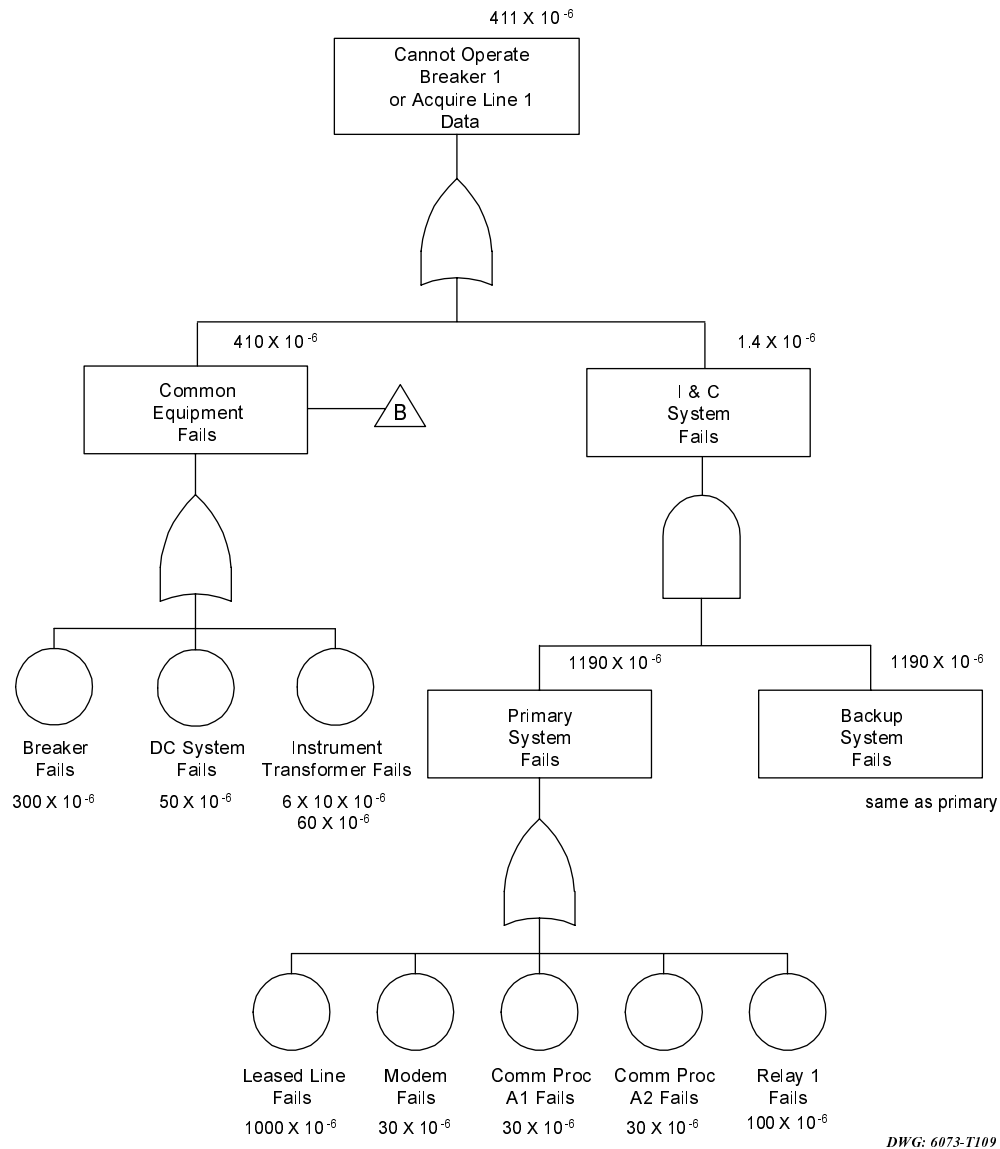 411 X 10 -6
Cannot Operate
Breaker 1
or Acquire Line 1
Data
410 X 10 -6
1.4 X 10 -6
Common
Equipment
Fails
B
I & C
System
Fails
1190 X 10 -6
1190 X 10 -6
Primary
System
Fails
Backup
System
Fails
same as primary
Breaker
Fails
300 X 10 -6
DC System
Fails
50 X 10 -6
Instrument
Transformer Fails
6 X 10 X 10 -6
60 X 10 -6
Leased Line
Fails
1000 X 10 -6
Modem
Fails
30 X 10 -6
Comm Proc
A1 Fails
30 X 10 -6
Comm Proc
A2 Fails
30 X 10 -6
Relay 1
Fails
100 X 10 -6
DWG: 6073-T109